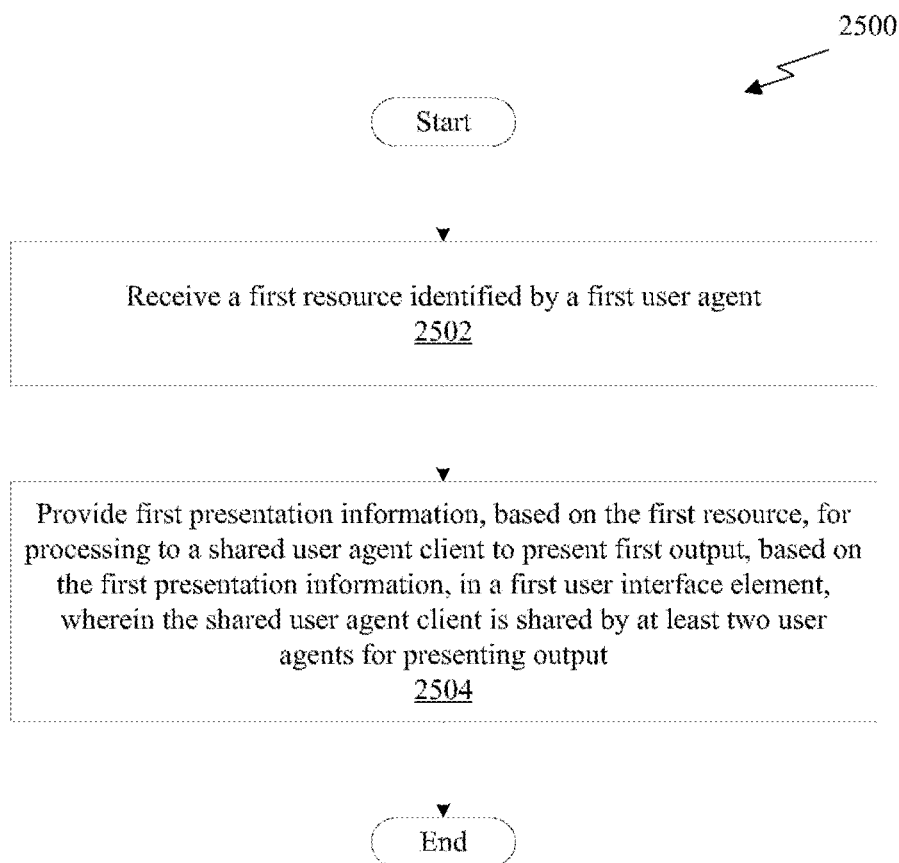 2500
Start
Receive a first resource identified by a first user agent
2502
Provide first presentation information, based on the first resource, for
processing to a shared user agent client to present first output, based on
the first presentation information, in a first user interface element,
wherein the shared user agent client is shared by at least two user
agents for presenting output
2504
End